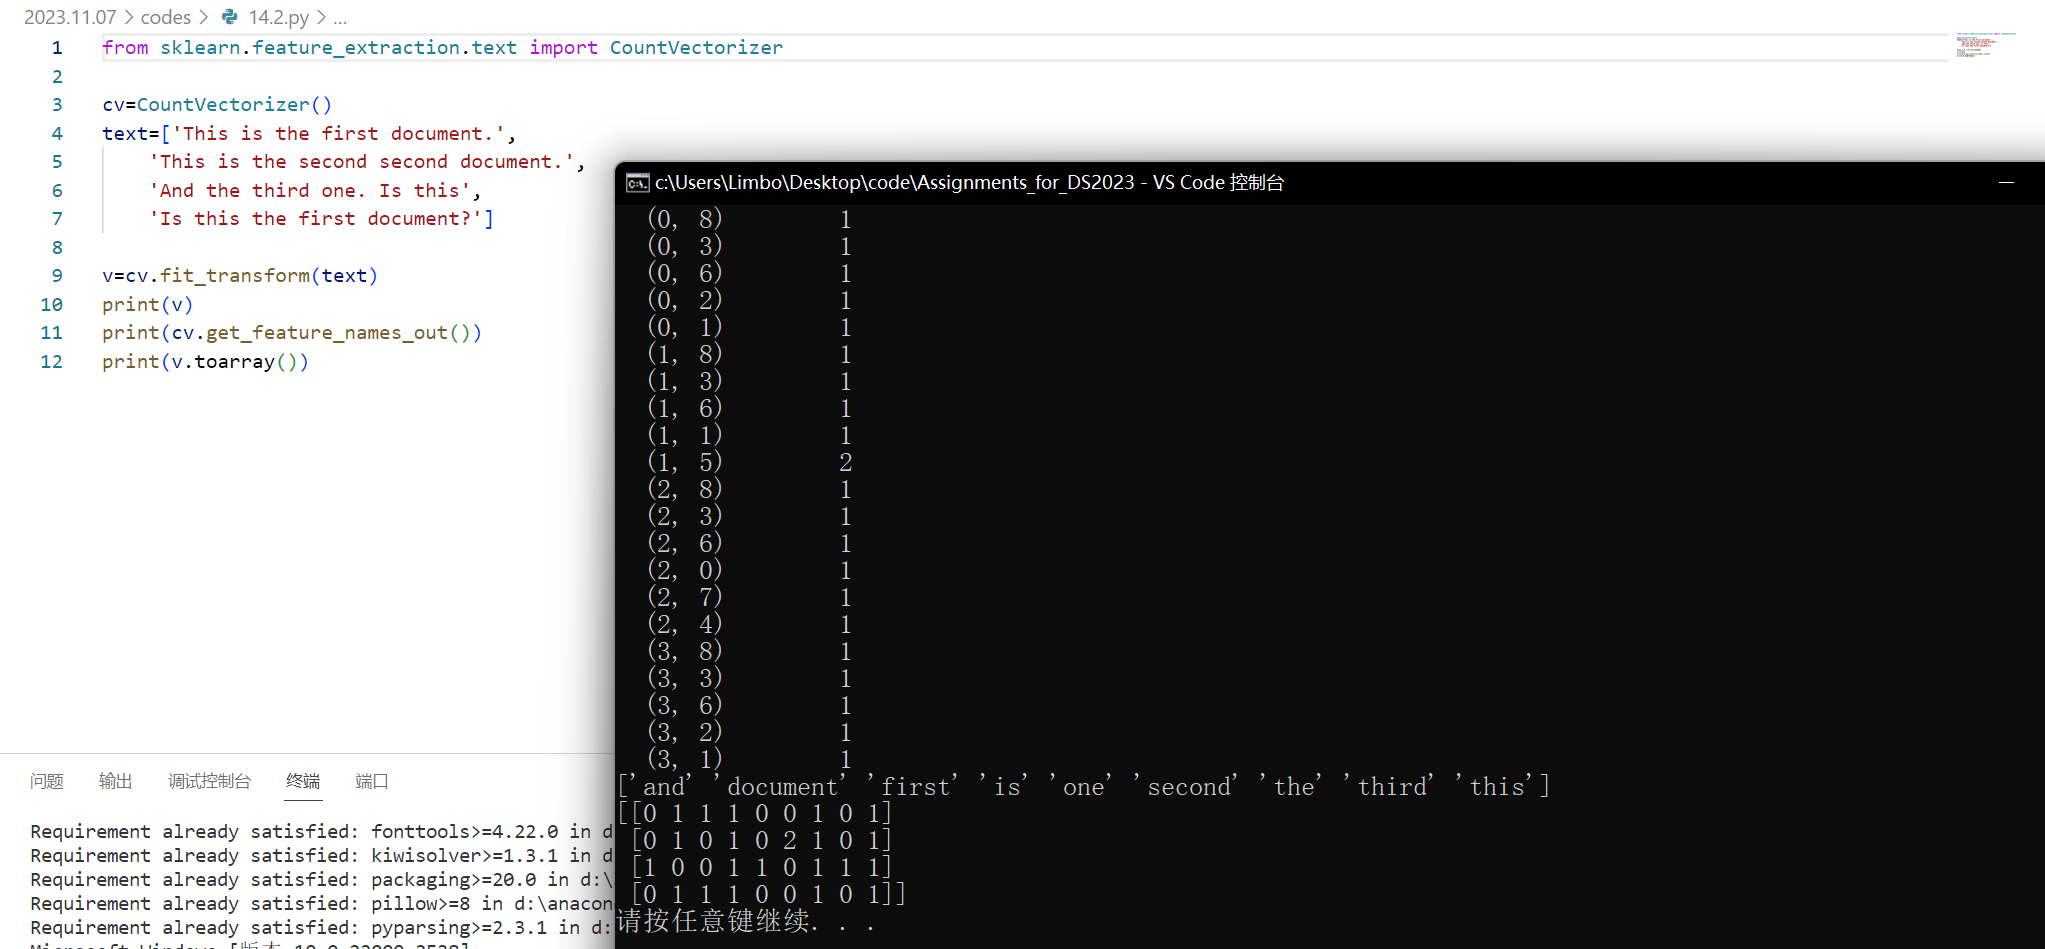 2023.11.07 > codes > 14.2.py > ...
1 from sklearn.feature_extraction.text import CountVectorizer
2
3 cv=CountVectorizer()
4 text=['This is the first document.',
5 'This is the second second document.',
6 'And the third one. Is this',
7 'Is this the first document?']
8
9 v=cv.fit_transform(text)
10 print(v)
11 print(cv.get_feature_names_out())
12 print(v.toarray())
c:\Users\Limbo\Desktop\code\Assignments_for_DS2023 - VS Code 控制台
(0, 8) 1
(0, 3) 1
(0, 6) 1
(0, 2) 1
(0, 1) 1
(1, 8) 1
(1, 3) 1
(1, 6) 1
(1, 1) 1
(1, 5) 2
(2, 8) 1
(2, 3) 1
(2, 6) 1
(2, 0) 1
(2, 7) 1
(2, 4) 1
(3, 8) 1
(3, 3) 1
(3, 6) 1
(3, 2) 1
(3, 1) 1
['and' 'document' 'first' 'is' 'one' 'second' 'the' 'third' 'this']
[[0 1 1 1 0 0 1 0 1]
[0 1 0 1 0 2 1 0 1]
[1 0 0 1 1 0 1 1 1]
[0 1 1 1 0 0 1 0 1]]
请按任意键继续. . .
问题 输出 调试控制台 终端 端口
Requirement already satisfied: fonttools>=4.22.0 in d
Requirement already satisfied: kiwisolver>=1.3.1 in d
Requirement already satisfied: packaging>=20.0 in d:\
Requirement already satisfied: pillow>=8 in d:\anacon
Requirement already satisfied: pyparsing>=2.3.1 in d:
Microsoft Windows [版本 10.0.22000.2538]